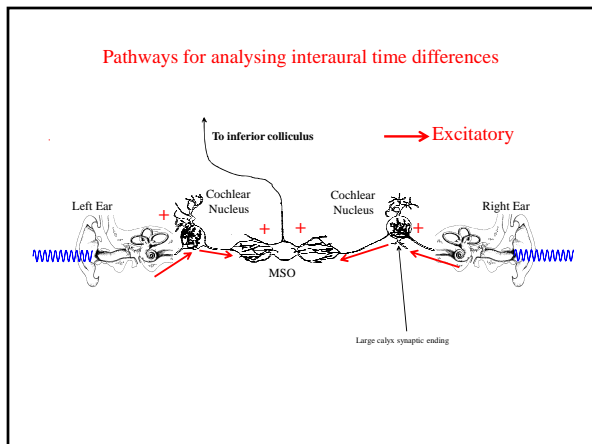 Pathways for analysing interaural time differences
To inferior colliculus
Excitatory
Left Ear
+
Cochlear
Nucleus
+
+
Cochlear
Nucleus
+
Right Ear
MSO
Large calyx synaptic ending